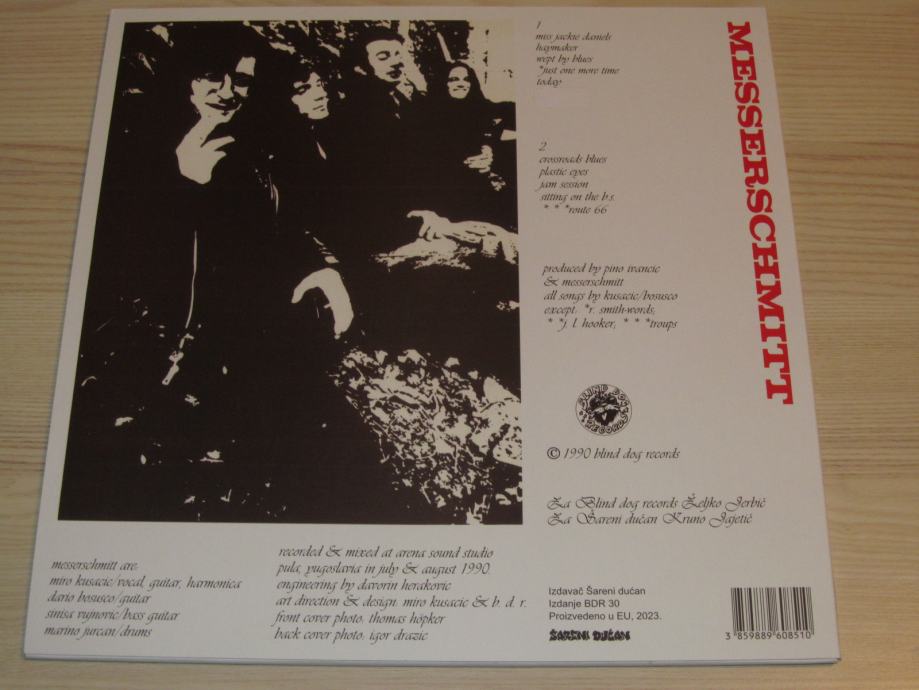 1
miss jackie daniels
haymaker
wept by blues
*just one more time
today
2
crossroads blues
plastic eyes
jam session
sitting on the b.s.
* * *route 66
produced by pino ivancic
& messerschmitt
all songs by kusacic/bosusco
except: *r. smith-words;
* *j. l. hooker; * * *troups
BLIND DOG
RECORDS
© 1990 blind dog records
Za Blind dog records Željko Jerbić
Za Šareni dućan Kruno Jajetić
MESSERSCHMITT
messerschmitt are:
miro kusacic/vocal, guitar, harmonica
dario bosusco/guitar
sinisa vujnovic/bass guitar
marino jurcan/drums
recorded & mixed at arena sound studio
pula, yugoslavia in july & august 1990.
engineering by davorin herakovic
art direction & design: miro kusacic & b. d. r.
front cover photo: thomas höpker
back cover photo: igor drazic
Izdavač Šareni dućan
Izdanje BDR 30
Proizvedeno u EU, 2023.
ŠARENI DUĆAN
3 859889 608510